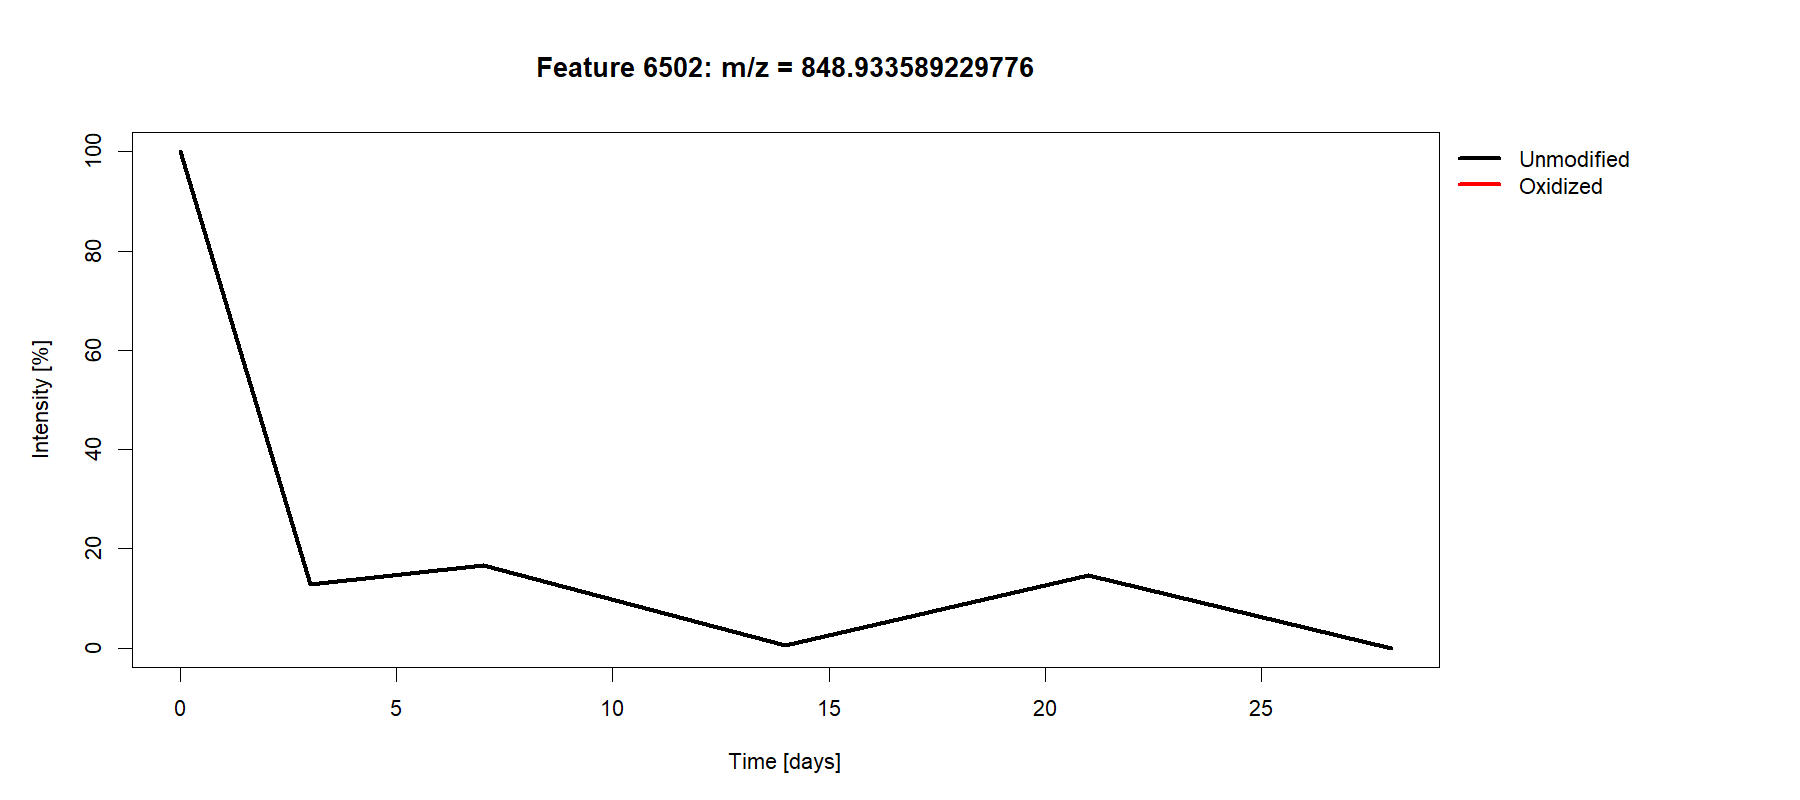 Feature 6502: m/z = 848.933589229776
Unmodified
Oxidized
Intensity [%]
100
80
60
40
20
0
0 5 10 15 20 25
Time [days]